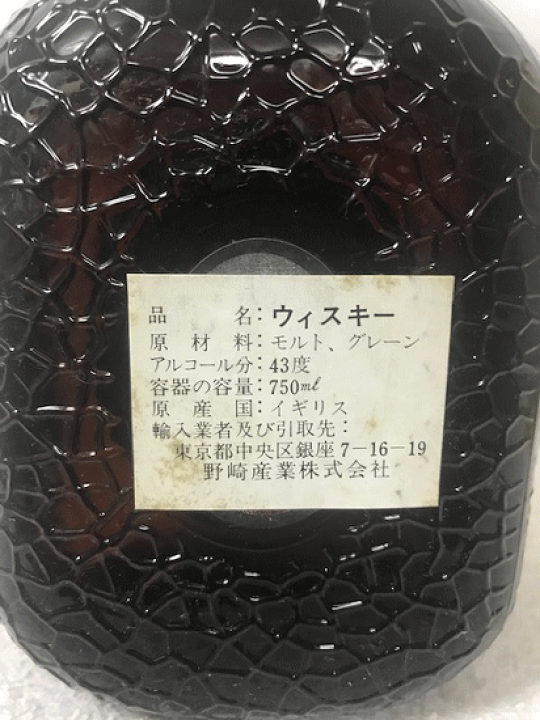 品名：ウィスキー
原材料：モルト、グレーン
アルコール分：43度
容器の容量：750mℓ
原産国：イギリス
輸入業者及び引取先：
東京都中央区銀座7－16－19
野崎産業株式会社